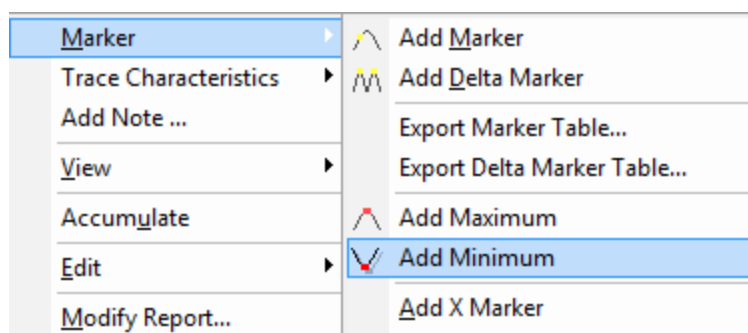 Marker
Trace Characteristics
Add Note ...
View
Accumulate
Edit
Modify Report...
Add Marker
Add Delta Marker
Export Marker Table...
Export Delta Marker Table...
Add Maximum
Add Minimum
Add X Marker